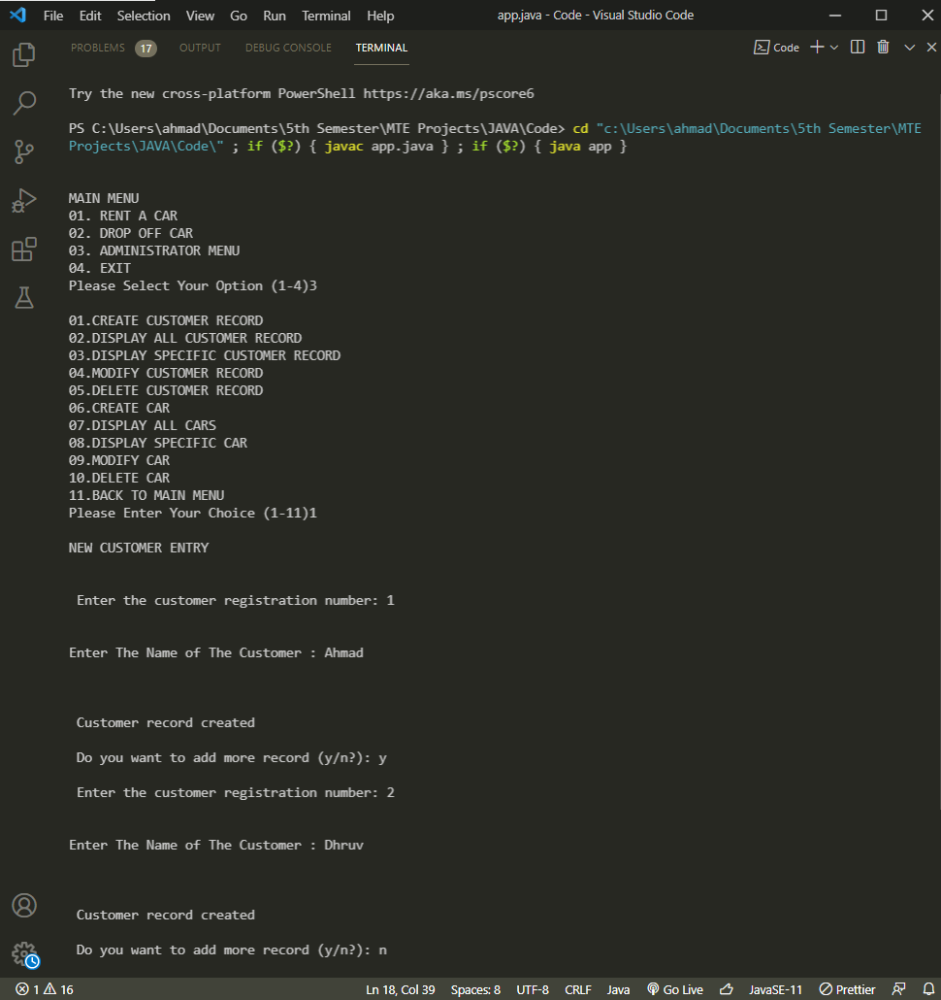 File Edit Selection View Go Run Terminal Help app.java - Code - Visual Studio Code
PROBLEMS 17 OUTPUT DEBUG CONSOLE TERMINAL Code
Try the new cross-platform PowerShell https://aka.ms/pscore6
PS C:\Users\ahmad\Documents\5th Semester\MTE Projects\JAVA\Code> cd "c:\Users\ahmad\Documents\5th Semester\MTE
Projects\JAVA\Code\" ; if ($?) { javac app.java } ; if ($?) { java app }
MAIN MENU
01. RENT A CAR
02. DROP OFF CAR
03. ADMINISTRATOR MENU
04. EXIT
Please Select Your Option (1-4)3
01.CREATE CUSTOMER RECORD
02.DISPLAY ALL CUSTOMER RECORD
03.DISPLAY SPECIFIC CUSTOMER RECORD
04.MODIFY CUSTOMER RECORD
05.DELETE CUSTOMER RECORD
06.CREATE CAR
07.DISPLAY ALL CARS
08.DISPLAY SPECIFIC CAR
09.MODIFY CAR
10.DELETE CAR
11.BACK TO MAIN MENU
Please Enter Your Choice (1-11)1
NEW CUSTOMER ENTRY
Enter the customer registration number: 1
Enter The Name of The Customer : Ahmad
Customer record created
Do you want to add more record (y/n?): y
Enter the customer registration number: 2
Enter The Name of The Customer : Dhruv
Customer record created
Do you want to add more record (y/n?): n
1 16 Ln 18, Col 39 Spaces: 8 UTF-8 CRLF Java Go Live JavaSE-11 Prettier